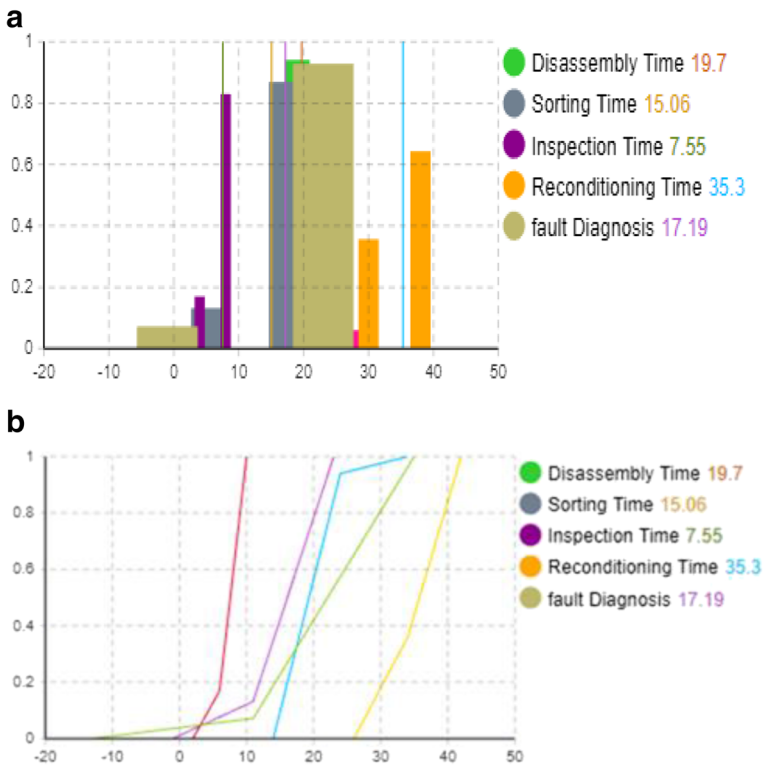 a
1
0.8
0.6
0.4
0.2
0
-20 -10 0 10 20 30 40 50
Disassembly Time 19.7
Sorting Time 15.06
Inspection Time 7.55
Reconditioning Time 35.3
fault Diagnosis 17.19
b
1
0.8
0.6
0.4
0.2
0
-20 -10 0 10 20 30 40 50
Disassembly Time 19.7
Sorting Time 15.06
Inspection Time 7.55
Reconditioning Time 35.3
fault Diagnosis 17.19